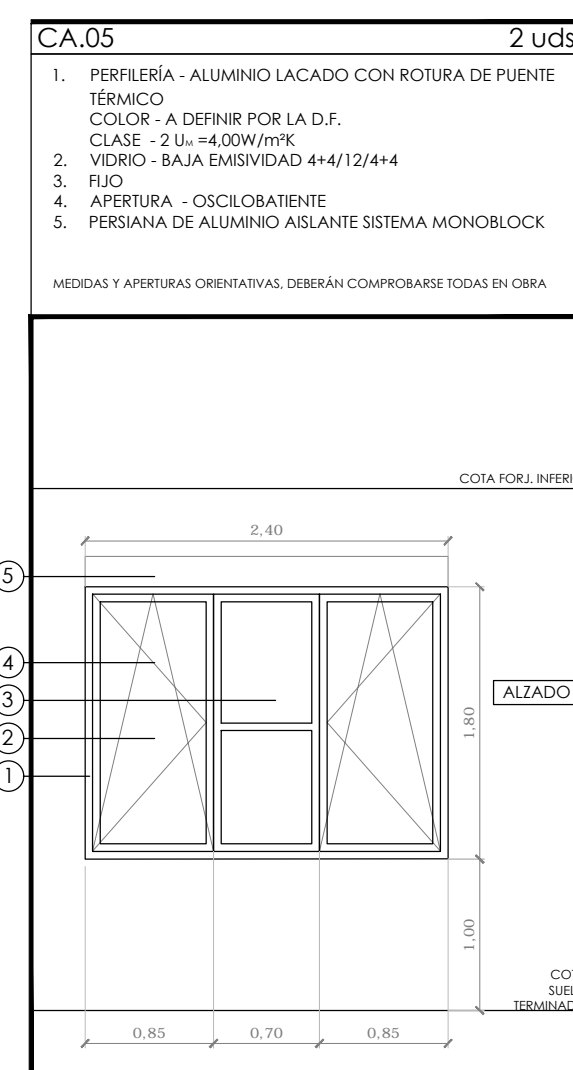 CA.05 2 uds
1. PERFILERÍA - ALUMINIO LACADO CON ROTURA DE PUENTE
TÉRMICO
COLOR - A DEFINIR POR LA D.F.
CLASE - 2 Uₘ =4,00W/m²K
2. VIDRIO - BAJA EMISIVIDAD 4+4/12/4+4
3. FIJO
4. APERTURA - OSCILOBATIENTE
5. PERSIANA DE ALUMINIO AISLANTE SISTEMA MONOBLOCK
MEDIDAS Y APERTURAS ORIENTATIVAS, DEBERÁN COMPROBARSE TODAS EN OBRA
COTA FORJ. INFERI
2,40
5
4
3
2
1
1,80
ALZADO
1,00
COT
SUEL
TERMINAD
0,85 0,70 0,85